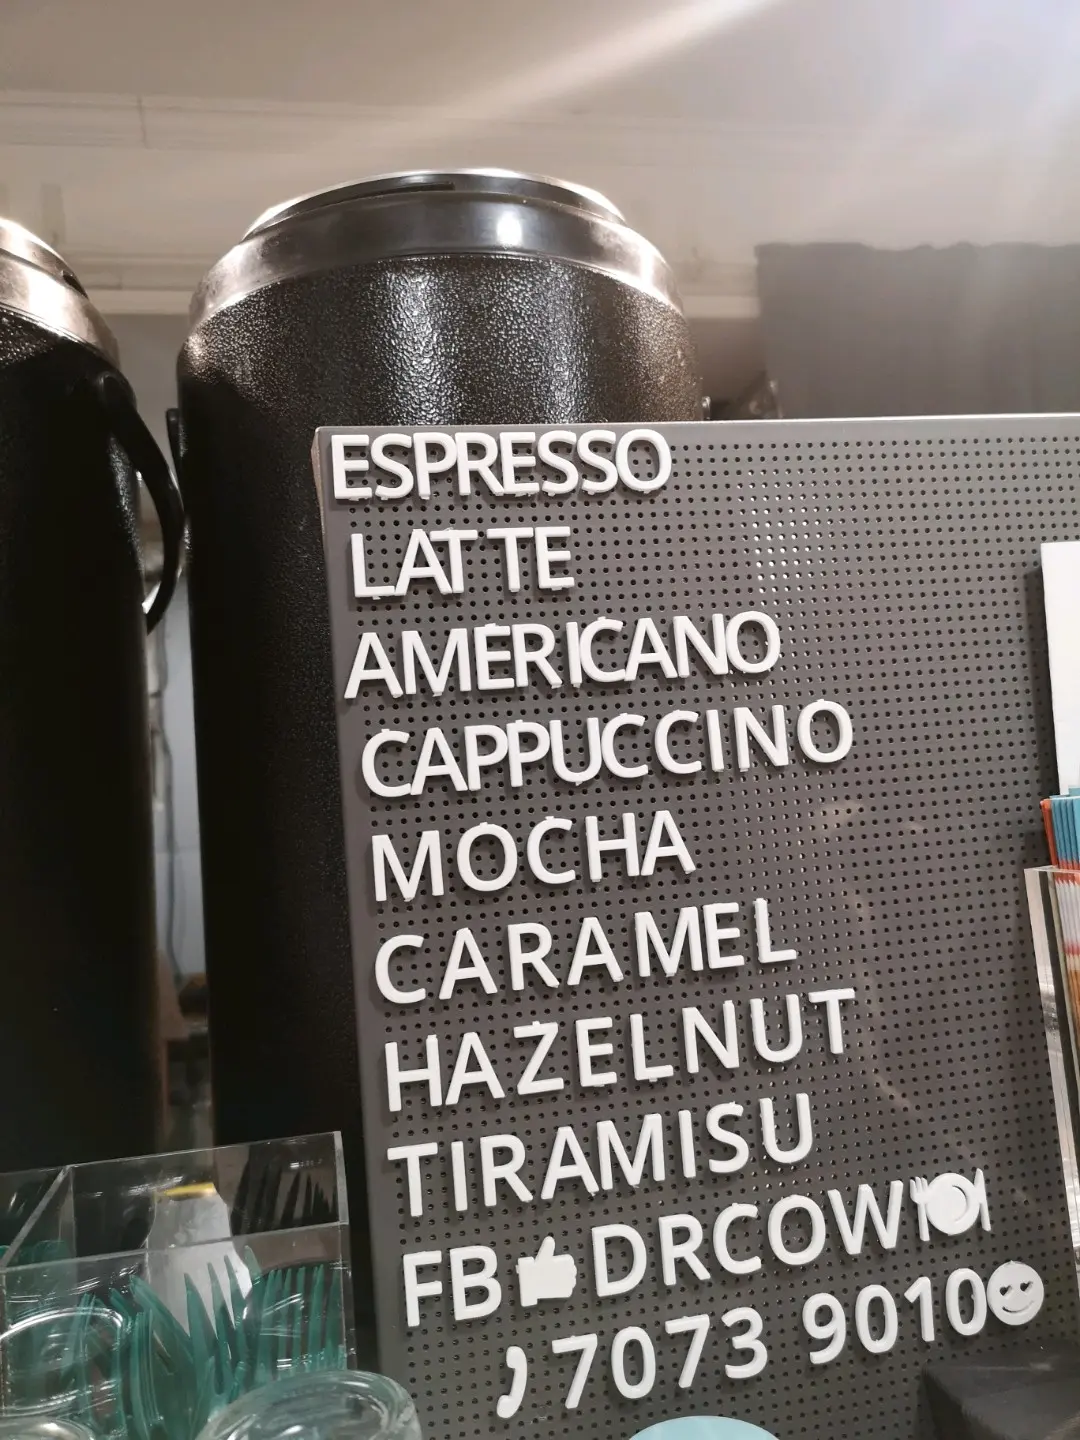 ESPRESSO
LATTE
AMERICANO
CAPPUCCINO
MOCHA
CARAMEL
HAZELNUT
TIRAMISU
FB👍DRCOW🍽
📞7073 9010😍